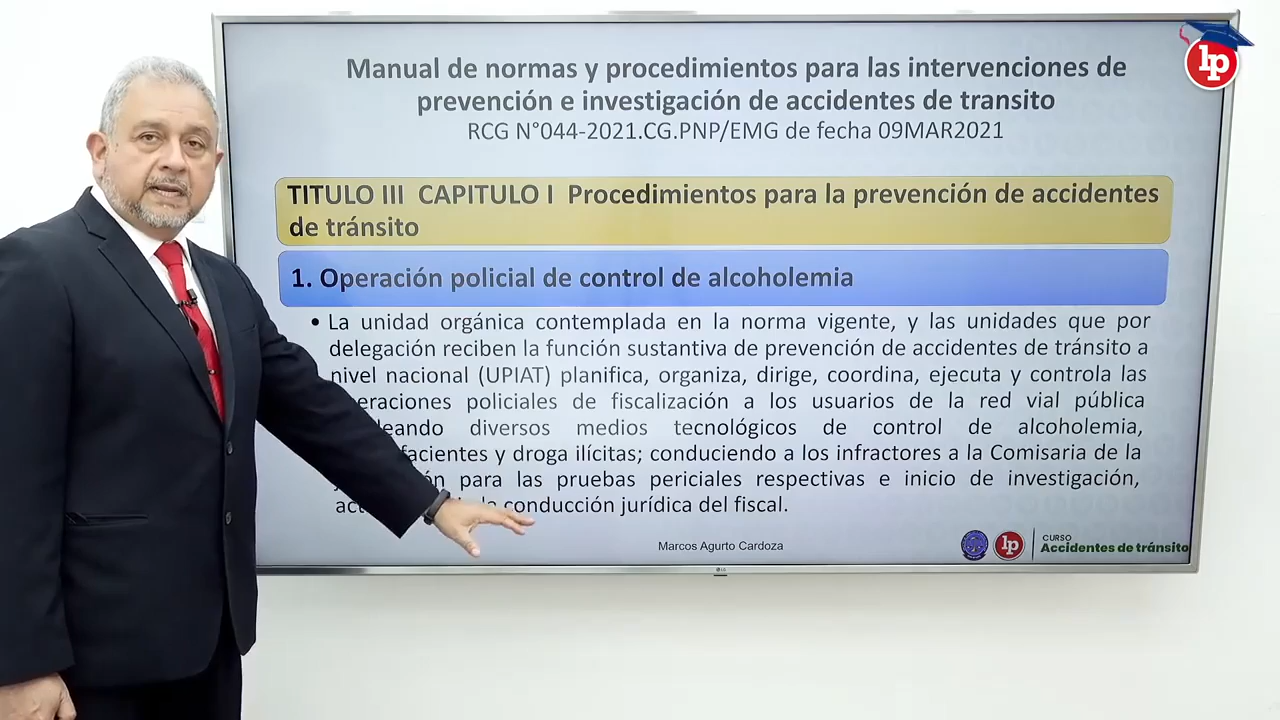 lp
Manual de normas y procedimientos para las intervenciones de
prevención e investigación de accidentes de transito
RCG N°044-2021.CG.PNP/EMG de fecha 09MAR2021
TITULO III CAPITULO I Procedimientos para la prevención de accidentes
de tránsito
1. Operación policial de control de alcoholemia
• La unidad orgánica contemplada en la norma vigente, y las unidades que por
delegación reciben la función sustantiva de prevención de accidentes de tránsito a
nivel nacional (UPIAT) planifica, organiza, dirige, coordina, ejecuta y controla las
policiales de fiscalización a los usuarios de la red vial pública
diversos medios tecnológicos de control de alcoholemia,
y droga ilícitas; conduciendo a los infractores a la Comisaria de la
para las pruebas periciales respectivas e inicio de investigación,
conducción jurídica del fiscal.
Marcos Agurto Cardoza
lp
CURSO
Accidentes de tránsito
LG